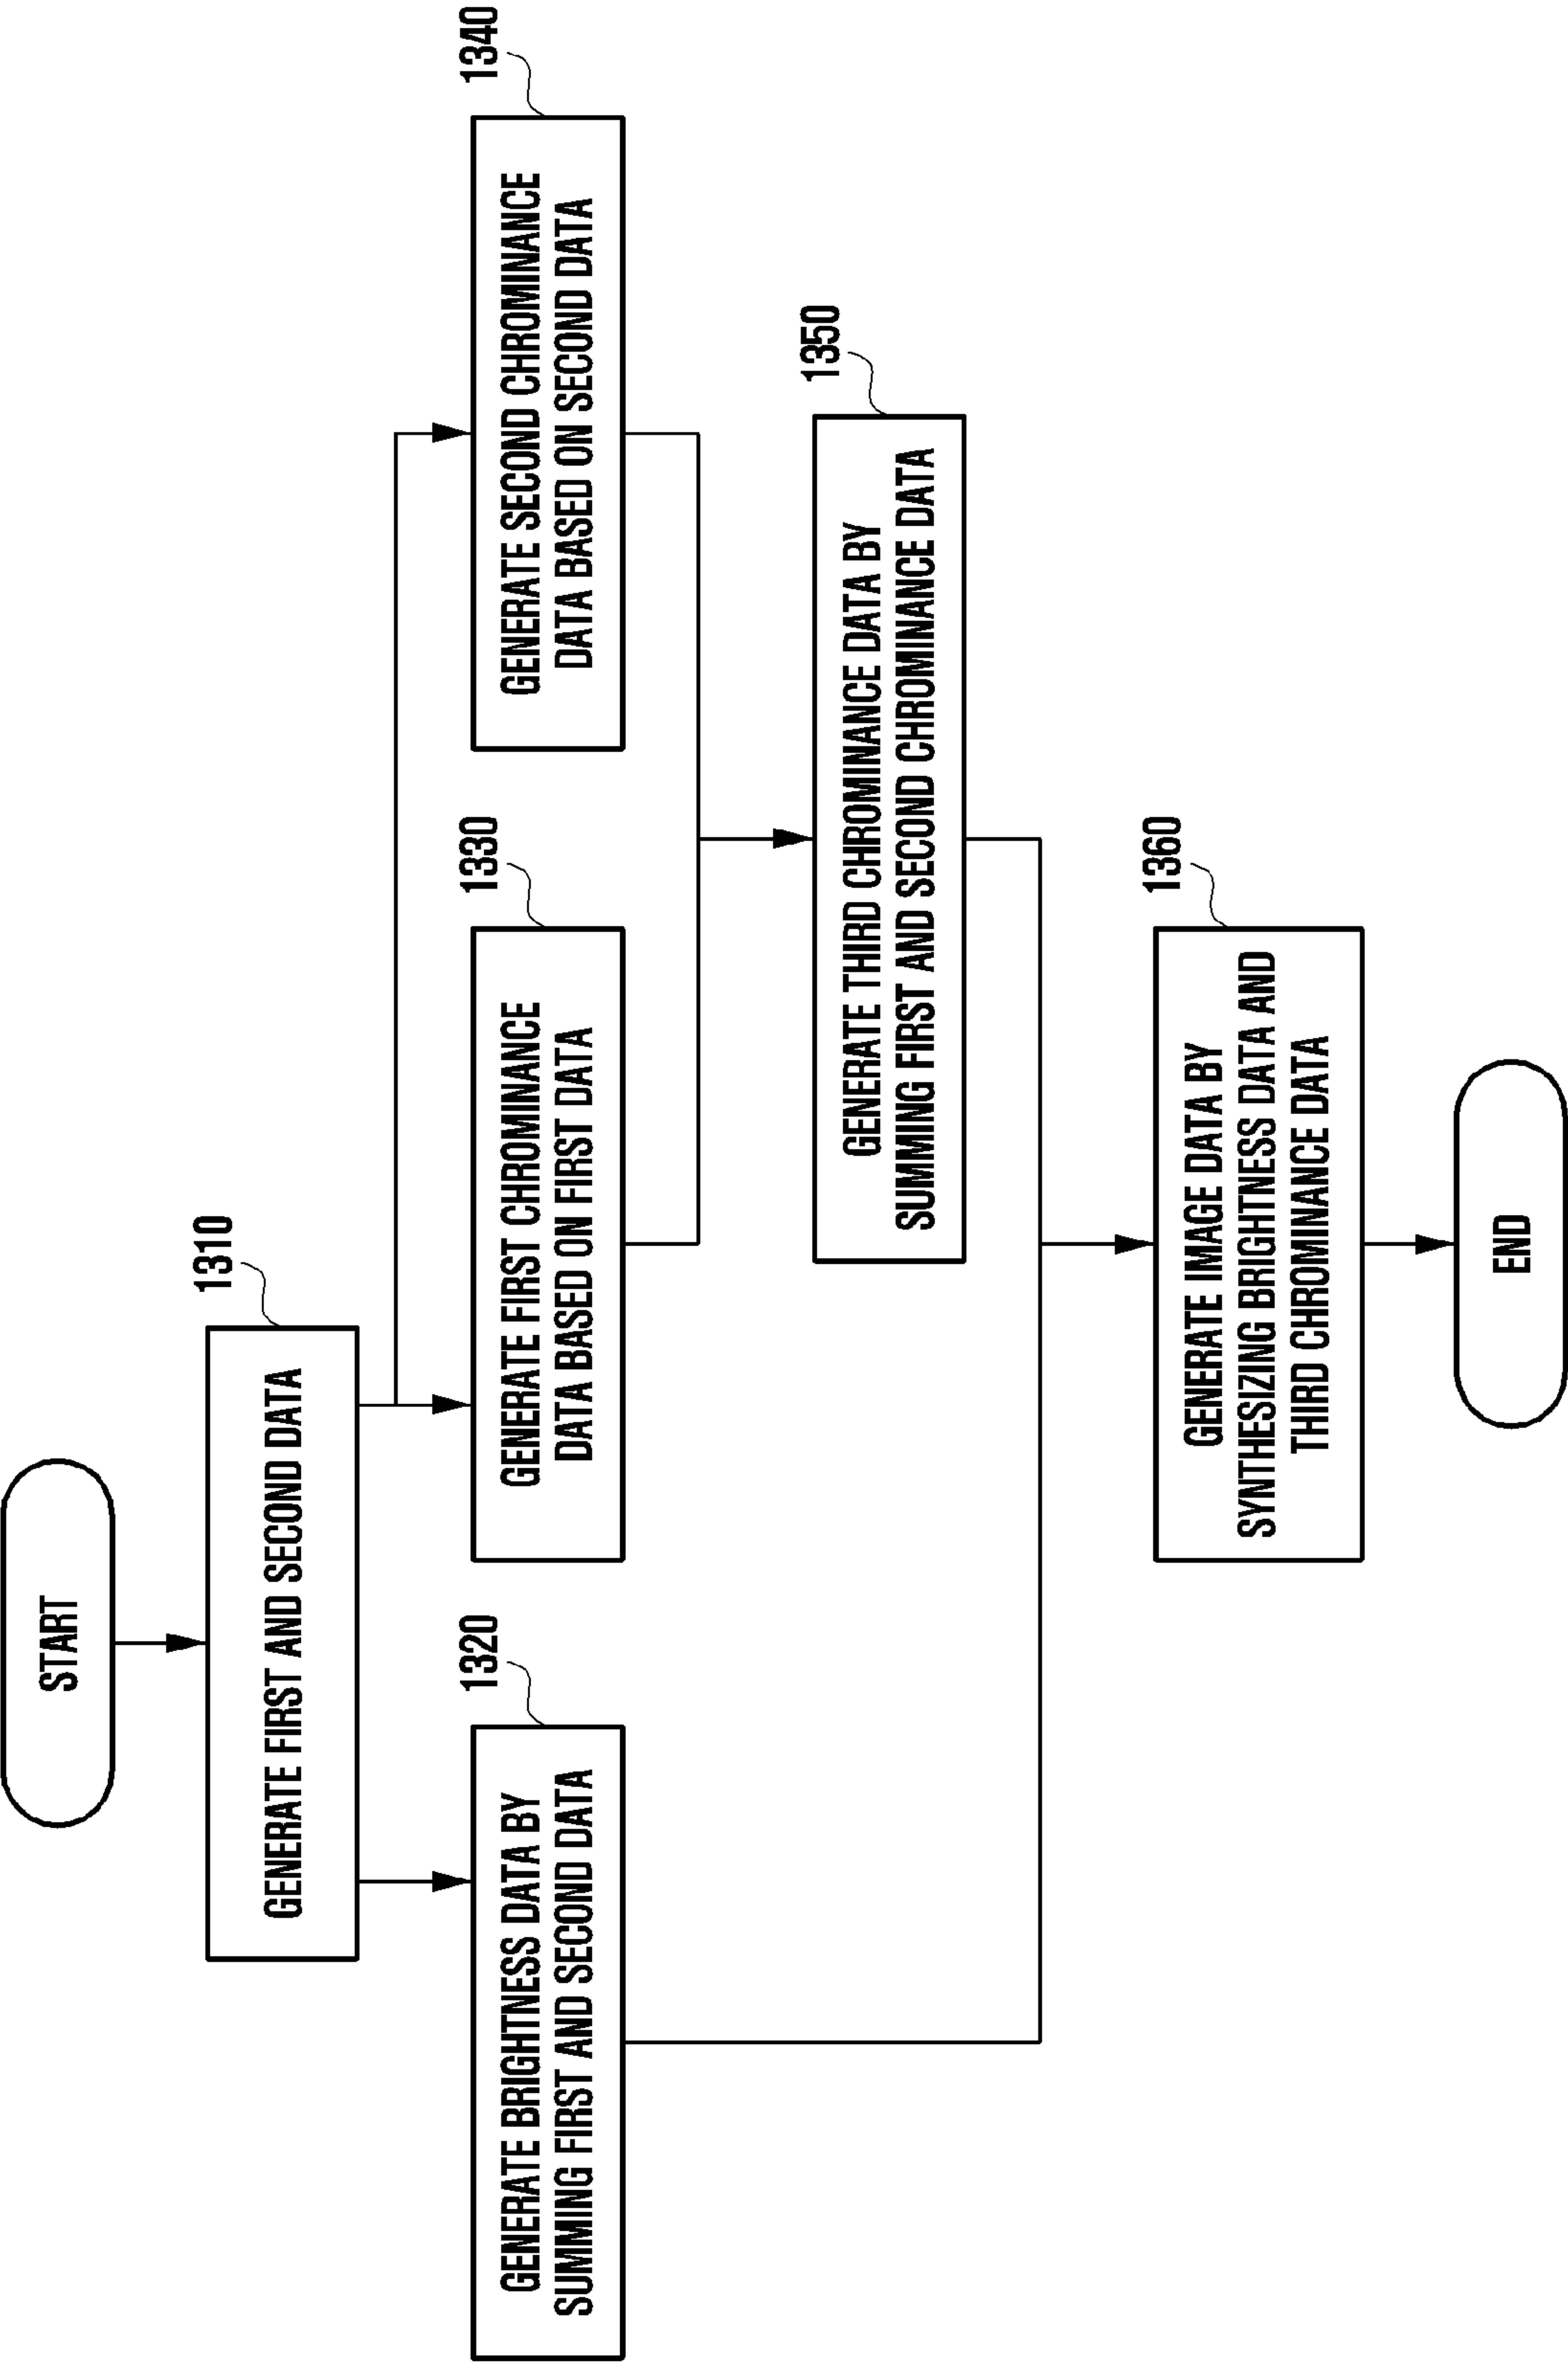 START
1310
GENERATE FIRST AND SECOND DATA
1320
GENERATE BRIGHTNESS DATA BY
SUMMING FIRST AND SECOND DATA
1330
GENERATE FIRST CHROMINANCE
DATA BASED ON FIRST DATA
1340
GENERATE SECOND CHROMINANCE
DATA BASED ON SECOND DATA
1350
GENERATE THIRD CHROMINANCE DATA BY
SUMMING FIRST AND SECOND CHROMINANCE DATA
1360
GENERATE IMAGE DATA BY
SYNTHESIZING BRIGHTNESS DATA AND
THIRD CHROMINANCE DATA
END